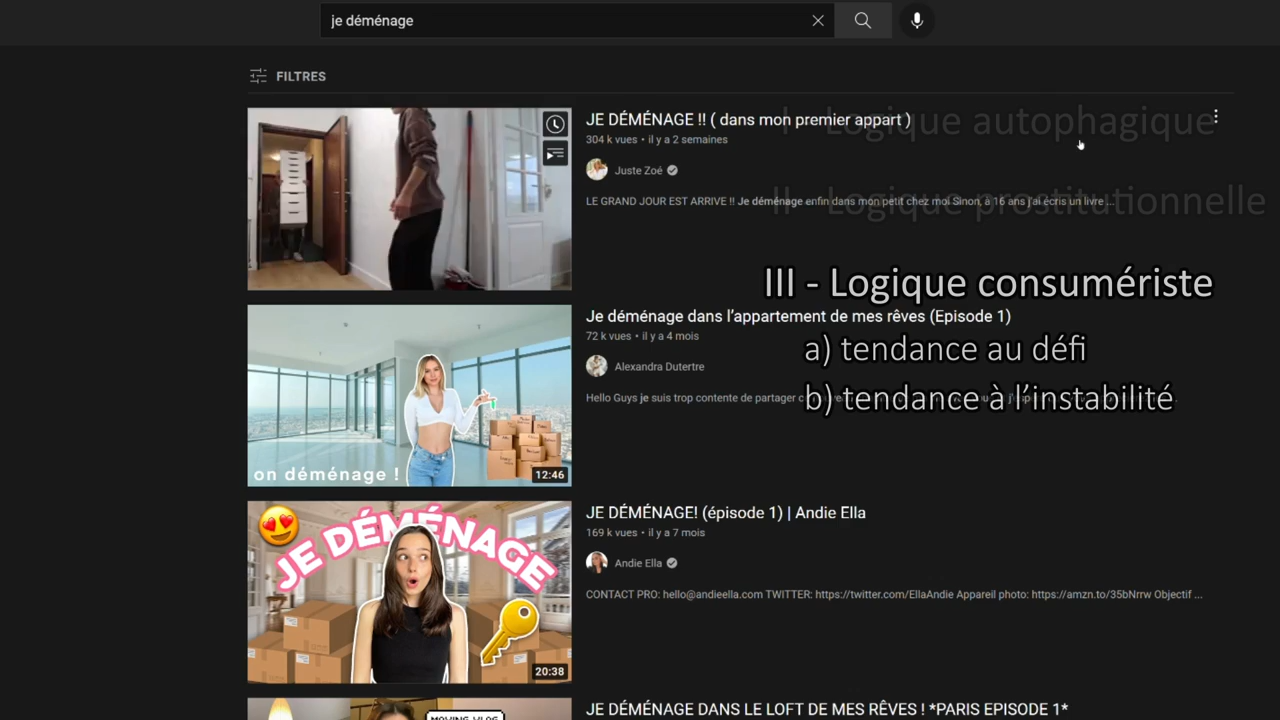 je déménage
FILTRES
JE DÉMÉNAGE !! ( dans mon premier appart )
I - Logique autophagique
304 k vues • il y a 2 semaines
Juste Zoé
LE GRAND JOUR EST ARRIVE !! Je déménage enfin dans mon petit chez moi Sinon, à 16 ans j'ai écris un livre ...
II - Logique prostitutionnelle
III - Logique consumériste
Je déménage dans l'appartement de mes rêves (Episode 1)
72 k vues • il y a 4 mois
a) tendance au défi
Alexandra Dutertre
Hello Guys je suis trop contente de partager
b) tendance à l'instabilité
on déménage !
12:46
JE DÉMÉNAGE
20:38
JE DÉMÉNAGE! (épisode 1) | Andie Ella
169 k vues • il y a 7 mois
Andie Ella
CONTACT PRO: hello@andieella.com TWITTER: https://twitter.com/EllaAndie Appareil photo: https://amzn.to/35bNrrw Objectif ...
MOVING VLOG
JE DÉMÉNAGE DANS LE LOFT DE MES RÊVES ! *PARIS EPISODE 1*